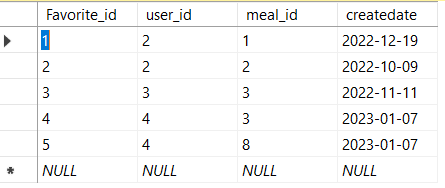 Favorite_id user_id meal_id createdate
1 2 1 2022-12-19
2 2 2 2022-10-09
3 3 3 2022-11-11
4 4 3 2023-01-07
5 4 8 2023-01-07
* NULL NULL NULL NULL